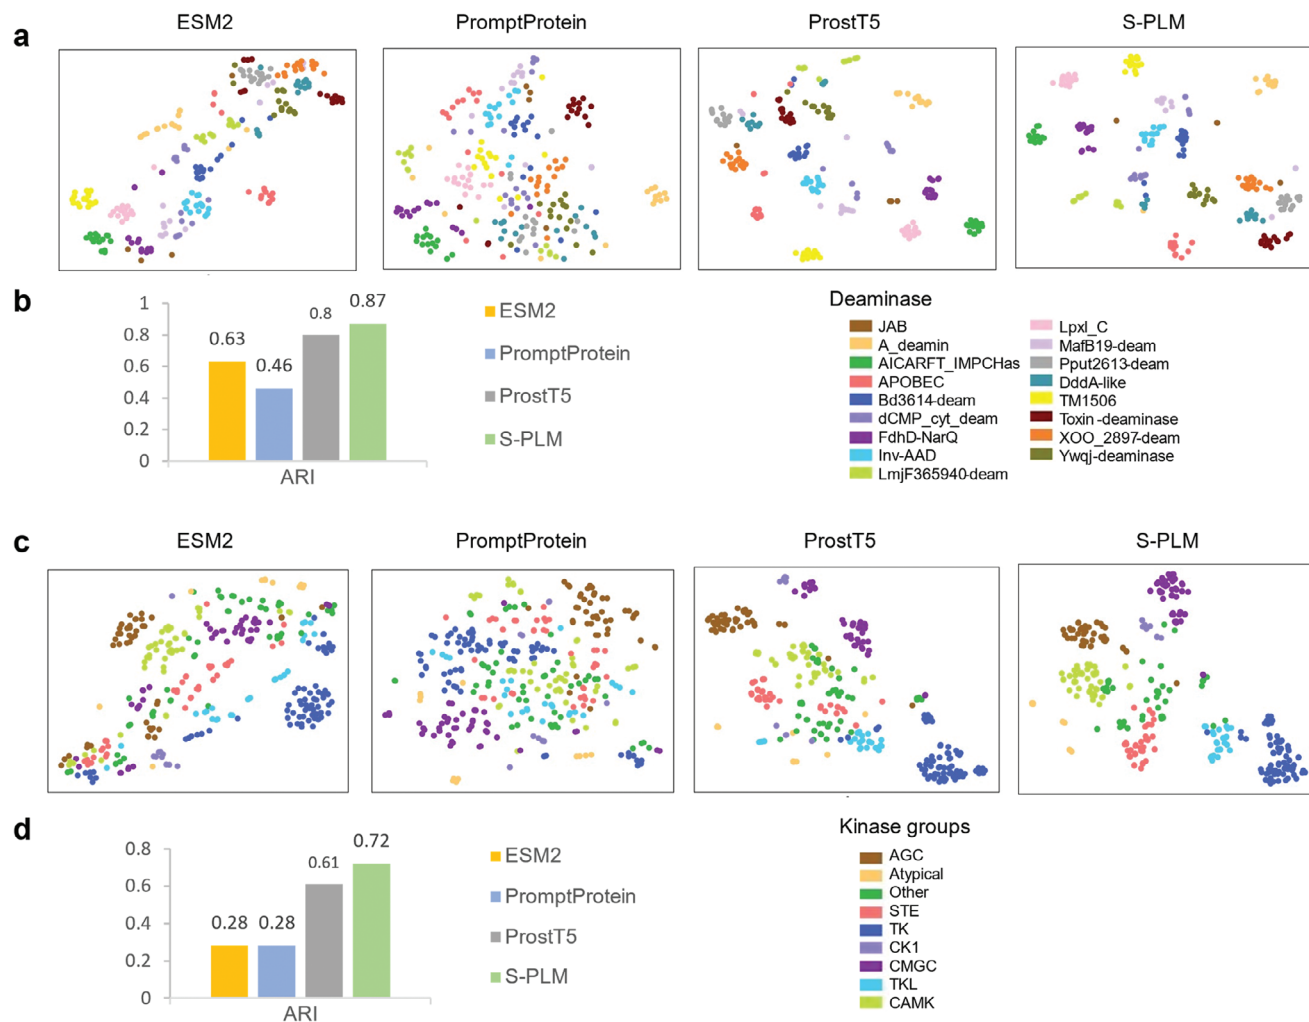 a
ESM2
PromptProtein
ProstT5
S-PLM
b
1
0.8
0.6
0.4
0.2
0
0.63
0.46
0.8
0.87
ARI
ESM2
PromptProtein
ProstT5
S-PLM
Deaminase
JAB
A_deamin
AICARFT_IMPCHas
APOBEC
Bd3614-deam
dCMP_cyt_deam
FdhD-NarQ
Inv-AAD
LmjF365940-deam
LpxI_C
MafB19-deam
Pput2613-deam
DddA-like
TM1506
Toxin-deaminase
XOO_2897-deam
Ywqj-deaminase
c
ESM2
PromptProtein
ProstT5
S-PLM
d
0.8
0.6
0.4
0.2
0
0.28
0.28
0.61
0.72
ARI
ESM2
PromptProtein
ProstT5
S-PLM
Kinase groups
AGC
Atypical
Other
STE
TK
CK1
CMGC
TKL
CAMK